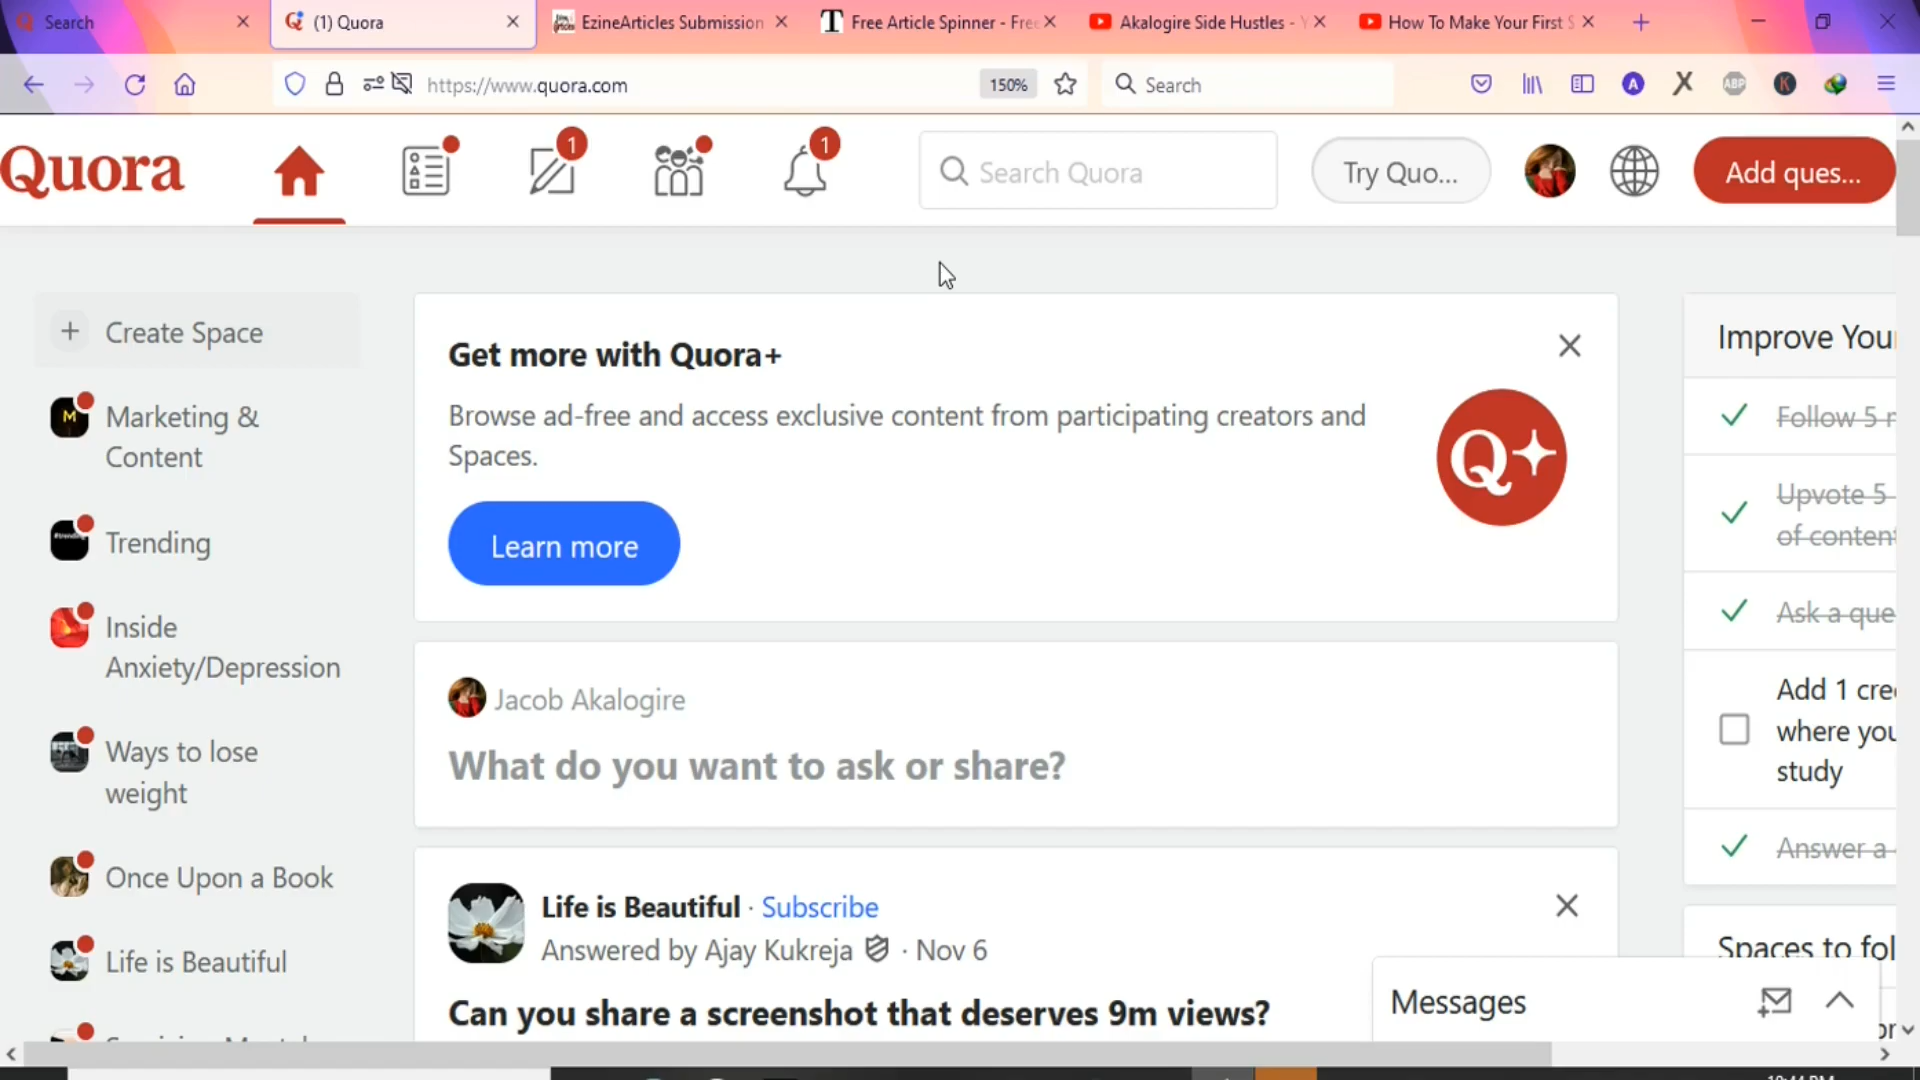 Search
(1) Quora
EzineArticles Submission
Free Article Spinner - Fre
Akalogire Side Hustles - Y
How To Make Your First S
https://www.quora.com
150%
Search
Quora
1
1
Search Quora
Try Quo...
Add ques...
Create Space
Marketing &
Content
Trending
Inside
Anxiety/Depression
Ways to lose
weight
Once Upon a Book
Life is Beautiful
Get more with Quora+
Browse ad-free and access exclusive content from participating creators and
Spaces.
Learn more
Q+
Jacob Akalogire
What do you want to ask or share?
Life is Beautiful · Subscribe
Answered by Ajay Kukreja · Nov 6
Can you share a screenshot that deserves 9m views?
Improve You
Follow 5
Upvote 5
of content
Ask a que
Add 1 cre
where you
study
Answer a
Spaces to fol
Messages